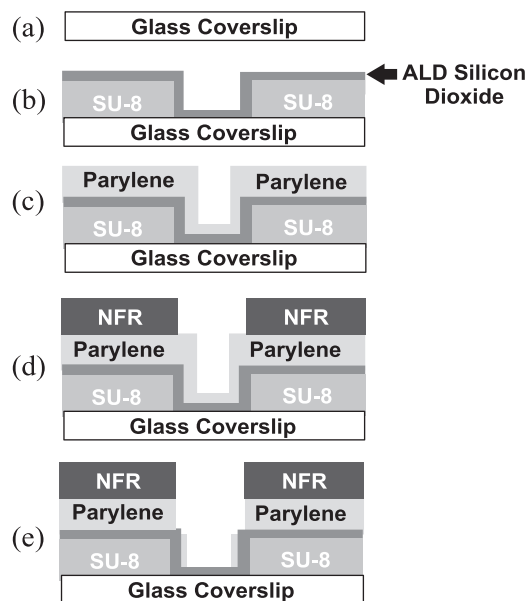 (a)
Glass Coverslip
ALD Silicon
Dioxide
(b)
SU-8 SU-8
Glass Coverslip
Parylene Parylene
(c)
SU-8 SU-8
Glass Coverslip
NFR NFR
Parylene Parylene
(d)
SU-8 SU-8
Glass Coverslip
NFR NFR
Parylene Parylene
(e)
SU-8 SU-8
Glass Coverslip